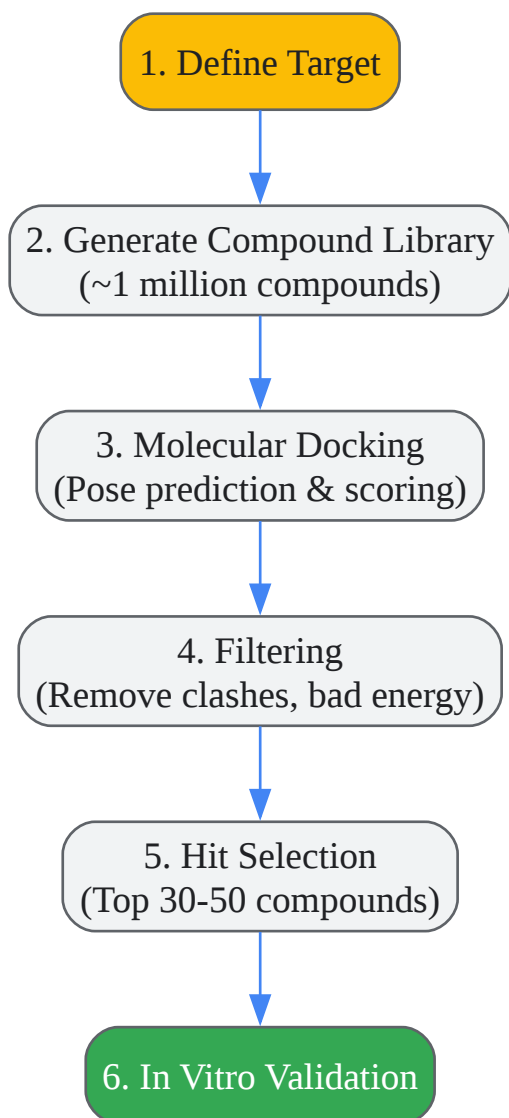 1. Define Target
2. Generate Compound Library
(~1 million compounds)
3. Molecular Docking
(Pose prediction & scoring)
4. Filtering
(Remove clashes, bad energy)
5. Hit Selection
(Top 30-50 compounds)
6. In Vitro Validation